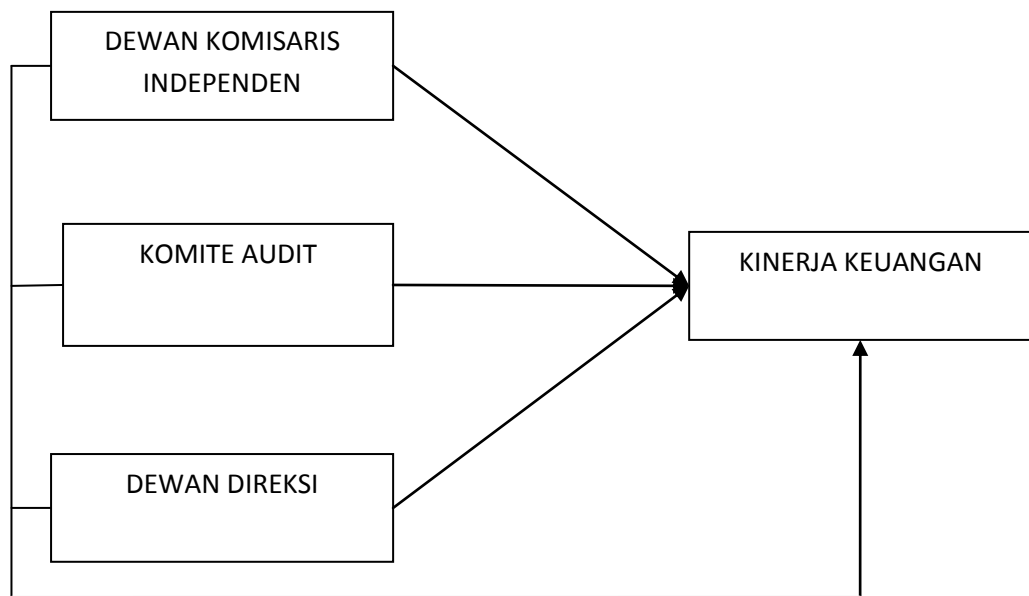 DEWAN KOMISARIS
INDEPENDEN
KOMITE AUDIT
KINERJA KEUANGAN
DEWAN DIREKSI